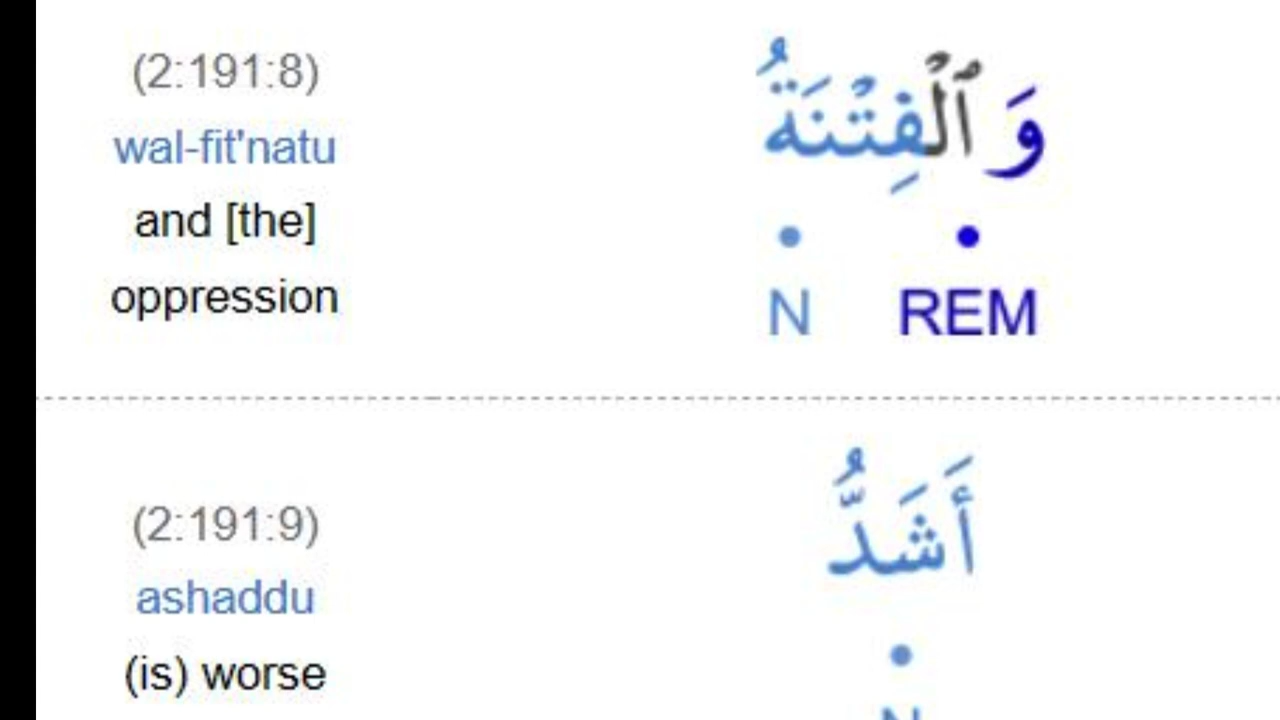 (2:191:8)
wal-fit'natu
and [the]
oppression
وَٱلْفِتْنَةُ
N REM
(2:191:9)
ashaddu
(is) worse
أَشَدُّ
N